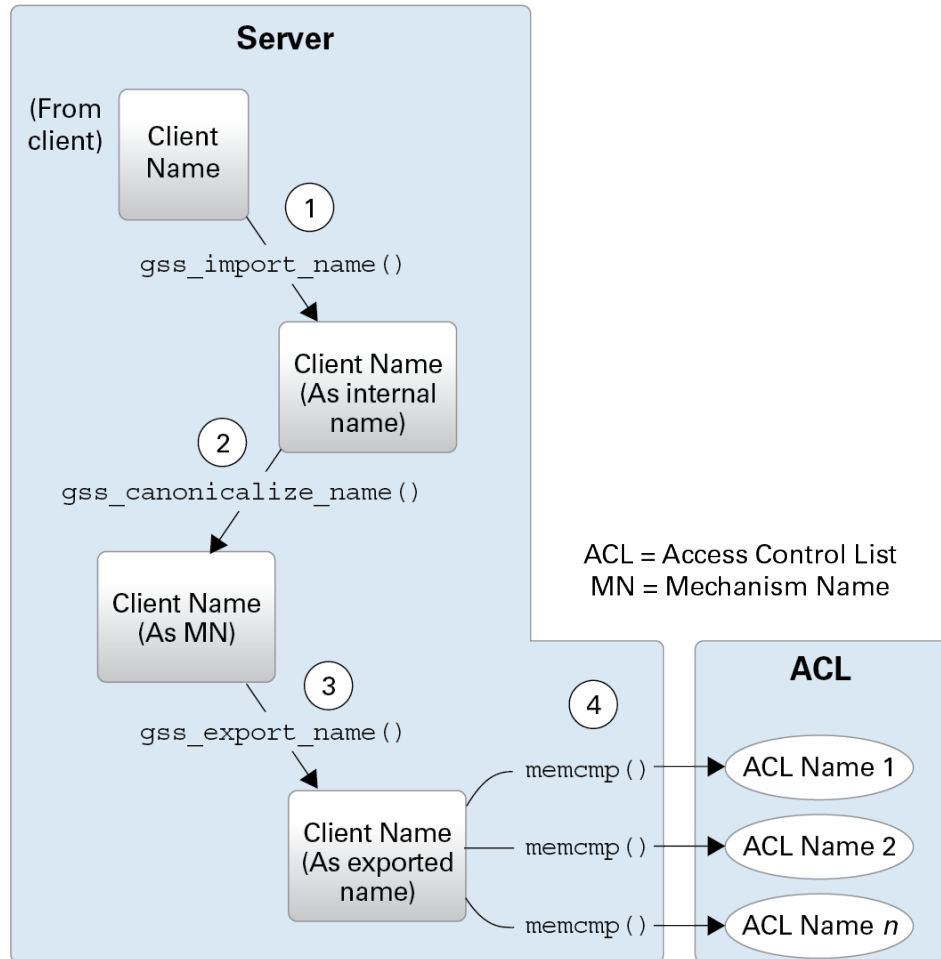 Server
(From
client)
Client
Name
1
gss_import_name()
Client Name
(As internal
name)
2
gss_canonicalize_name()
ACL = Access Control List
MN = Mechanism Name
Client Name
(As MN)
ACL
3
4
gss_export_name()
memcmp()
ACL Name 1
Client Name
(As exported
name)
memcmp()
ACL Name 2
memcmp()
ACL Name n